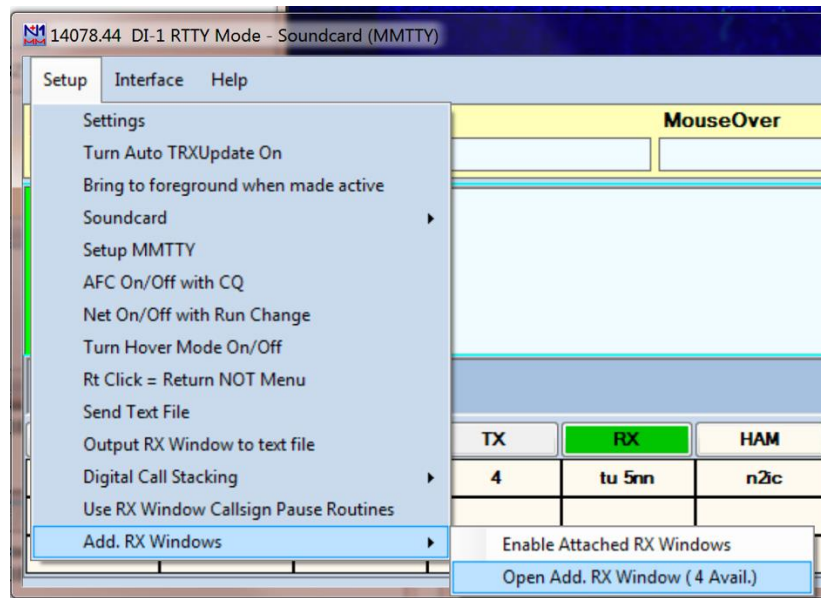 N1
MM
14078.44 DI-1 RTTY Mode - Soundcard (MMTTY)
Setup Interface Help
MouseOver
Settings
Turn Auto TRXUpdate On
Bring to foreground when made active
Soundcard
Setup MMTTY
AFC On/Off with CQ
Net On/Off with Run Change
Turn Hover Mode On/Off
Rt Click = Return NOT Menu
Send Text File
Output RX Window to text file
Digital Call Stacking
Use RX Window Callsign Pause Routines
Add. RX Windows
TX RX HAM
4 tu 5nn n2ic
Enable Attached RX Windows
Open Add. RX Window ( 4 Avail.)